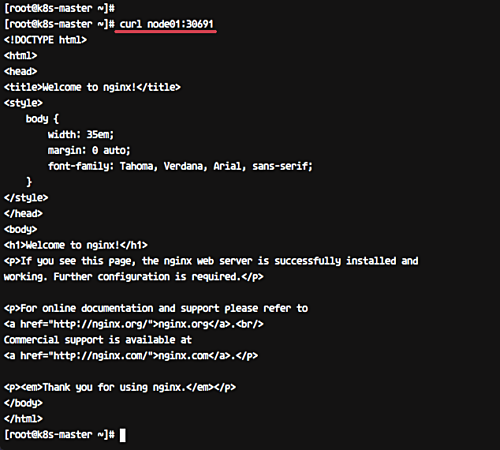 [root@k8s-master ~]#
[root@k8s-master ~]# curl node01:30691
<!DOCTYPE html>
<html>
<head>
<title>Welcome to nginx!</title>
<style>
    body {
        width: 35em;
        margin: 0 auto;
        font-family: Tahoma, Verdana, Arial, sans-serif;
    }
</style>
</head>
<body>
<h1>Welcome to nginx!</h1>
<p>If you see this page, the nginx web server is successfully installed and
working. Further configuration is required.</p>

<p>For online documentation and support please refer to
<a href="http://nginx.org/">nginx.org</a>.<br/>
Commercial support is available at
<a href="http://nginx.com/">nginx.com</a>.</p>

<p><em>Thank you for using nginx.</em></p>
</body>
</html>
[root@k8s-master ~]#